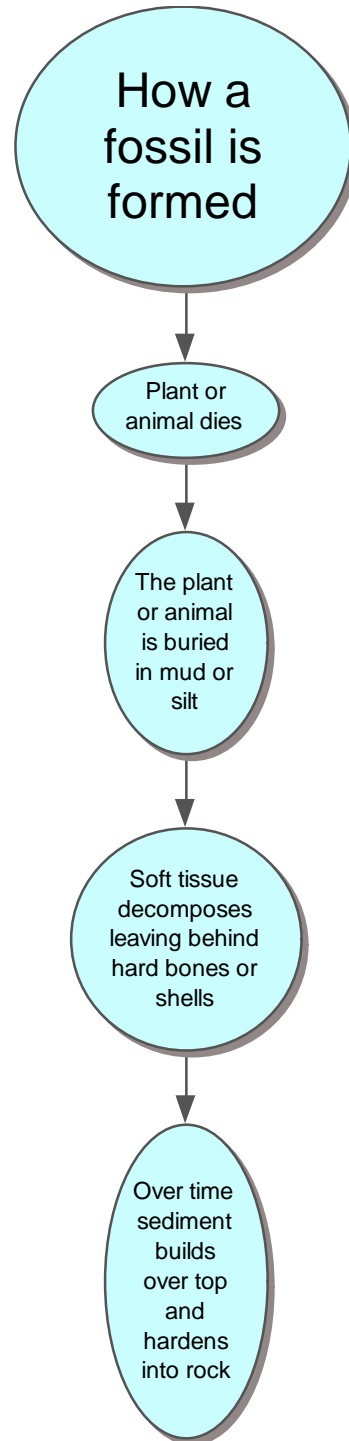 How a
fossil is
formed
Plant or
animal dies
The plant
or animal
is buried
in mud or
silt
Soft tissue
decomposes
leaving behind
hard bones or
shells
Over time
sediment
builds
over top
and
hardens
into rock